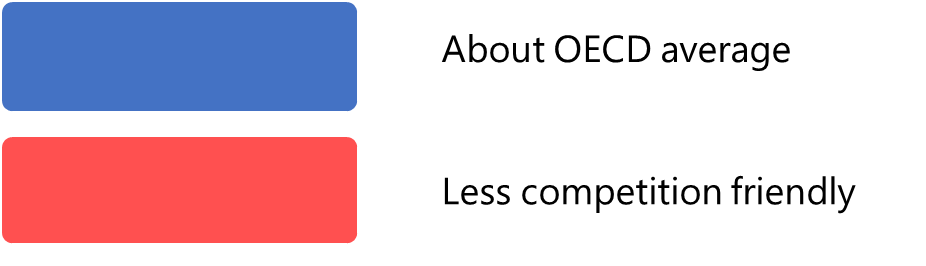 About OECD average
Less competition friendly